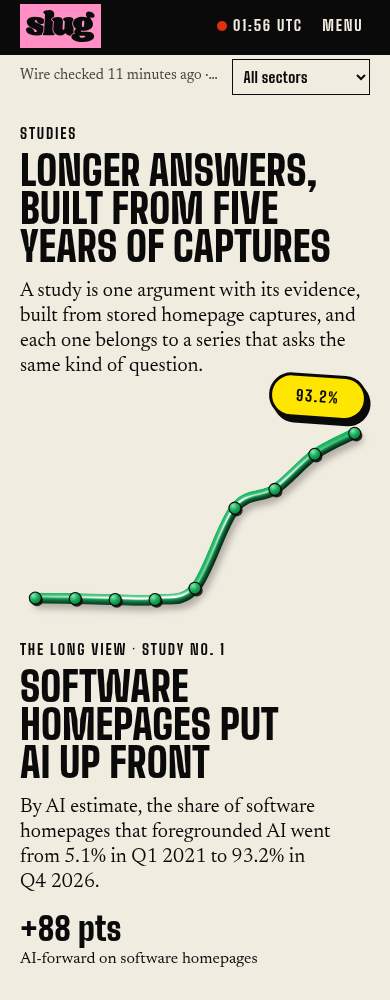 slug
01:56 UTC MENU
Wire checked 11 minutes ago ·...
All sectors
STUDIES
LONGER ANSWERS,
BUILT FROM FIVE
YEARS OF CAPTURES
A study is one argument with its evidence,
built from stored homepage captures, and
each one belongs to a series that asks the
same kind of question.
93.2%
THE LONG VIEW · STUDY NO. 1
SOFTWARE
HOMEPAGES PUT
AI UP FRONT
By AI estimate, the share of software
homepages that foregrounded AI went
from 5.1% in Q1 2021 to 93.2% in
Q4 2026.
+88 pts
AI-forward on software homepages